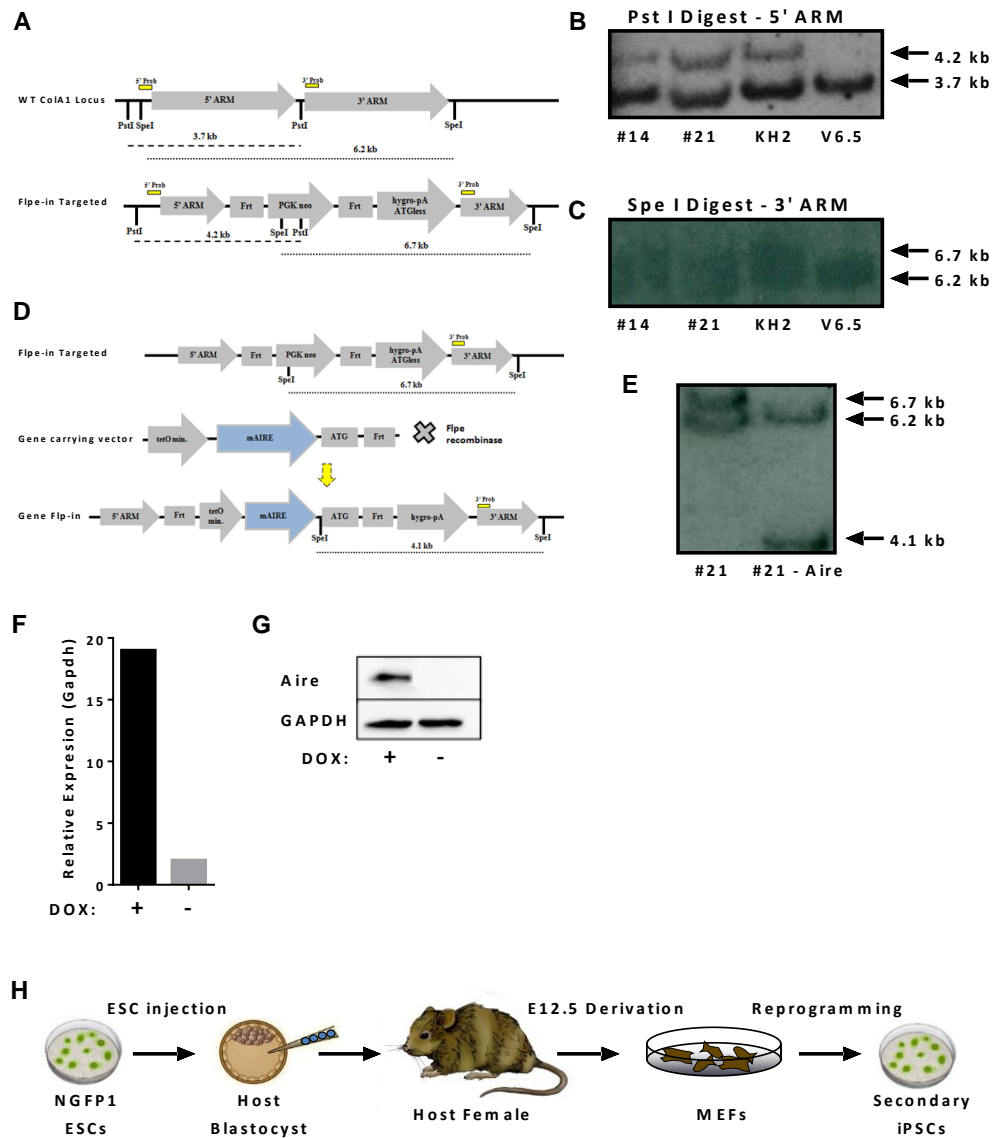 A
5' Prob
3' Prob
WT ColA1 Locus
5' ARM
3' ARM
PstI
SpeI
PstI
SpeI
3.7 kb
6.2 kb
5' Prob
3' Prob
Flpe-in Targeted
5' ARM
Frt
PGK neo
Frt
hygro-pA
ATGless
3' ARM
PstI
SpeI
PstI
SpeI
4.2 kb
6.7 kb
B
Pst I Digest - 5' ARM
4.2 kb
3.7 kb
#14 #21 KH2 V6.5
C
Spe I Digest - 3' ARM
6.7 kb
6.2 kb
#14 #21 KH2 V6.5
D
3' Prob
Flpe-in Targeted
5' ARM
Frt
PGK neo
Frt
hygro-pA
ATGless
3' ARM
SpeI
SpeI
6.7 kb
Gene carrying vector
tetO min.
mAIRE
ATG
Frt
Flpe
recombinase
3' Prob
Gene Flp-in
5' ARM
Frt
tetO
min.
mAIRE
ATG
Frt
hygro-pA
3' ARM
SpeI
SpeI
4.1 kb
E
6.7 kb
6.2 kb
4.1 kb
#21 #21 - Aire
F
Relative Expresion (Gapdh)
20
15
10
5
0
DOX: + -
G
Aire
GAPDH
DOX: + -
H
ESC injection
E12.5 Derivation
Reprogramming
NGFP1
ESCs
Host
Blastocyst
Host Female
MEFs
Secondary
iPSCs